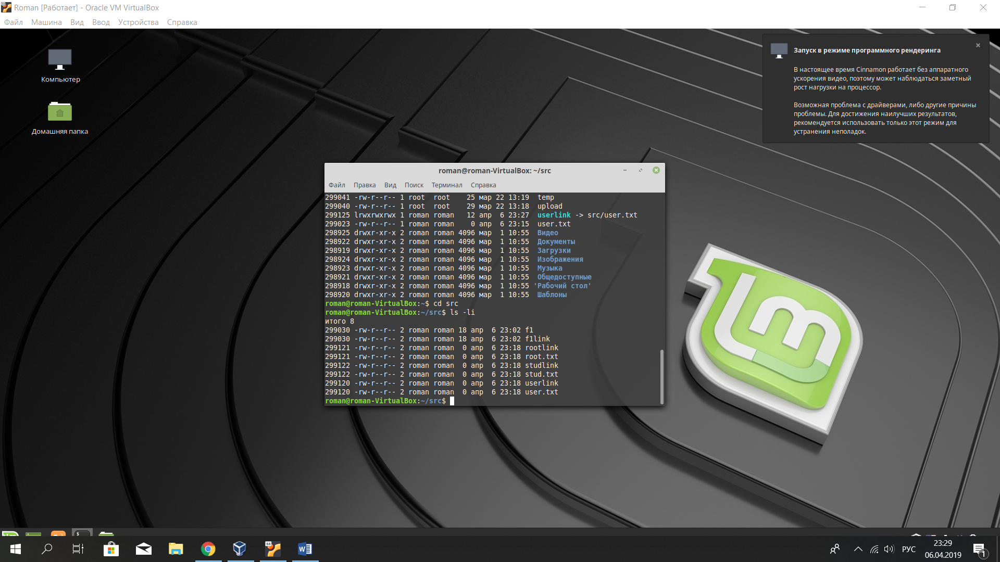 Roman [Работает] - Oracle VM VirtualBox
Файл Машина Вид Ввод Устройства Справка
Компьютер
Домашняя папка
Запуск в режиме программного рендеринга
В настоящее время Cinnamon работает без аппаратного
ускорения видео, поэтому может наблюдаться заметный
рост нагрузки на процессор.
Возможная проблема с драйверами, либо другие причины
проблемы. Для достижения наилучших результатов,
рекомендуется использовать только этот режим для
устранения неполадок.
roman@roman-VirtualBox: ~/src
Файл Правка Вид Поиск Терминал Справка
299041 -rw-r--r-- 1 root  root    25 мар 22 13:19  temp
299040 -rw-r--r-- 1 root  root    29 мар 22 13:18  upload
299125 lrwxrwxrwx 1 roman roman   12 апр  6 23:27  userlink -> src/user.txt
299023 -rw-r--r-- 1 roman roman    0 апр  6 23:15  user.txt
298925 drwxr-xr-x 2 roman roman 4096 мар  1 10:55  Видео
298922 drwxr-xr-x 2 roman roman 4096 мар  1 10:55  Документы
298919 drwxr-xr-x 2 roman roman 4096 мар  1 10:55  Загрузки
298924 drwxr-xr-x 2 roman roman 4096 мар  1 10:55  Изображения
298923 drwxr-xr-x 2 roman roman 4096 мар  1 10:55  Музыка
298921 drwxr-xr-x 2 roman roman 4096 мар  1 10:55  Общедоступные
298918 drwxr-xr-x 2 roman roman 4096 мар  1 10:55 'Рабочий стол'
298920 drwxr-xr-x 2 roman roman 4096 мар  1 10:55  Шаблоны
roman@roman-VirtualBox:~$ cd src
roman@roman-VirtualBox:~/src$ ls -li
итого 8
299030 -rw-r--r-- 2 roman roman 18 апр  6 23:02 f1
299030 -rw-r--r-- 2 roman roman 18 апр  6 23:02 f1link
299121 -rw-r--r-- 2 roman roman  0 апр  6 23:18 rootlink
299121 -rw-r--r-- 2 roman roman  0 апр  6 23:18 root.txt
299122 -rw-r--r-- 2 roman roman  0 апр  6 23:18 studlink
299122 -rw-r--r-- 2 roman roman  0 апр  6 23:18 stud.txt
299120 -rw-r--r-- 2 roman roman  0 апр  6 23:18 userlink
299120 -rw-r--r-- 2 roman roman  0 апр  6 23:18 user.txt
roman@roman-VirtualBox:~/src$
64
РУС
23:29
06.04.2019
1